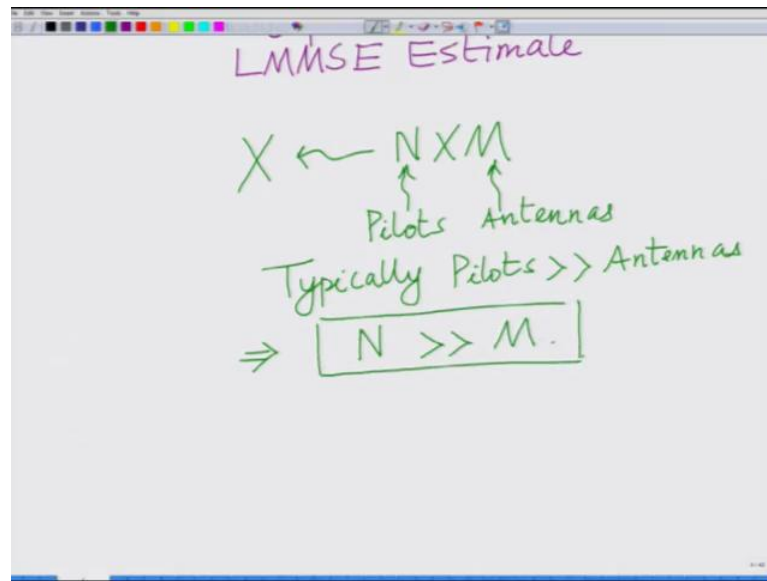 LMMSE Estimate
X ← N X M
Pilots Antennas
Typically Pilots >> Antennas
⇒ N >> M.